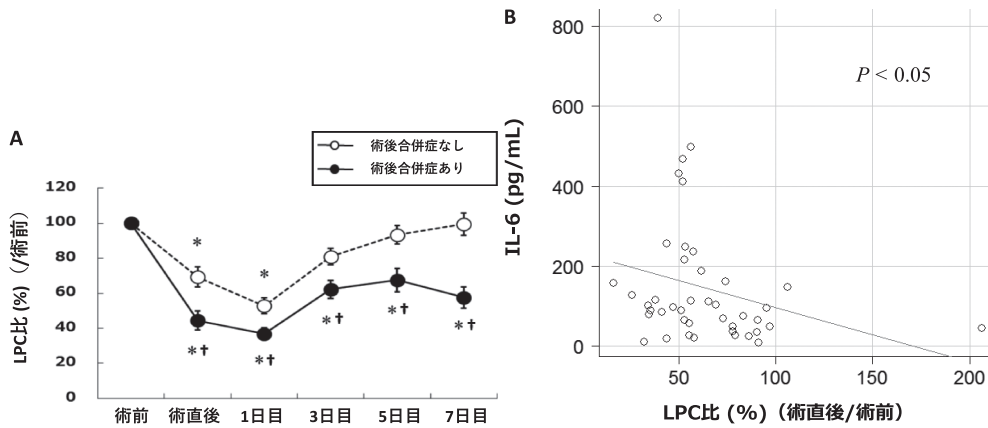 A
術後合併症なし
術後合併症あり
LPC比 (%) （/術前）
120
100
80
60
40
20
0
*
*
*†
*†
*†
*†
*†
術前
術直後
1日目
3日目
5日目
7日目
B
IL-6 (pg/mL)
800
600
400
200
0
P < 0.05
50
100
150
200
LPC比 (%)（術直後/術前）